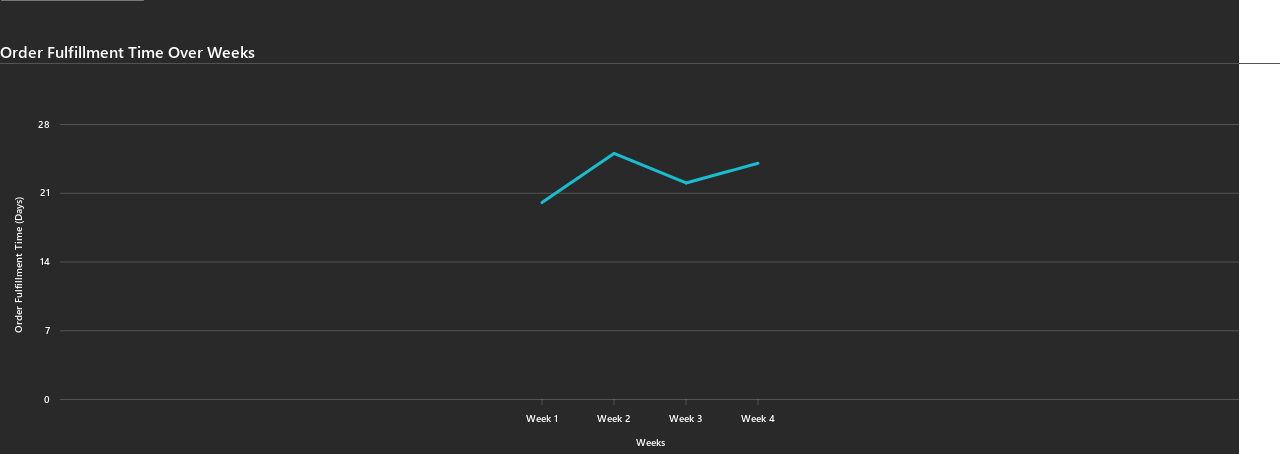 Order Fulfillment Time Over Weeks
28
21
14
7
0
Order Fulfillment Time (Days)
Week 1 Week 2 Week 3 Week 4
Weeks